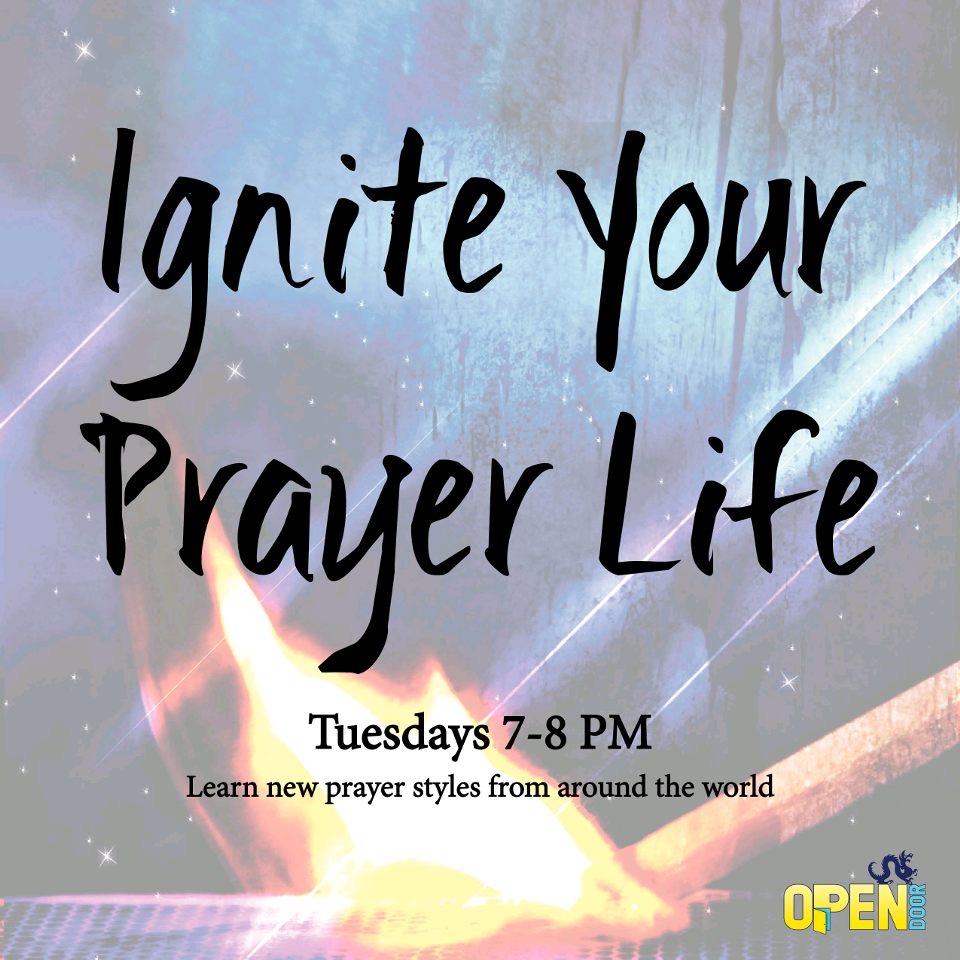 Ignite Your
Prayer Life
Tuesdays 7-8 PM
Learn new prayer styles from around the world
OPEN DOOR